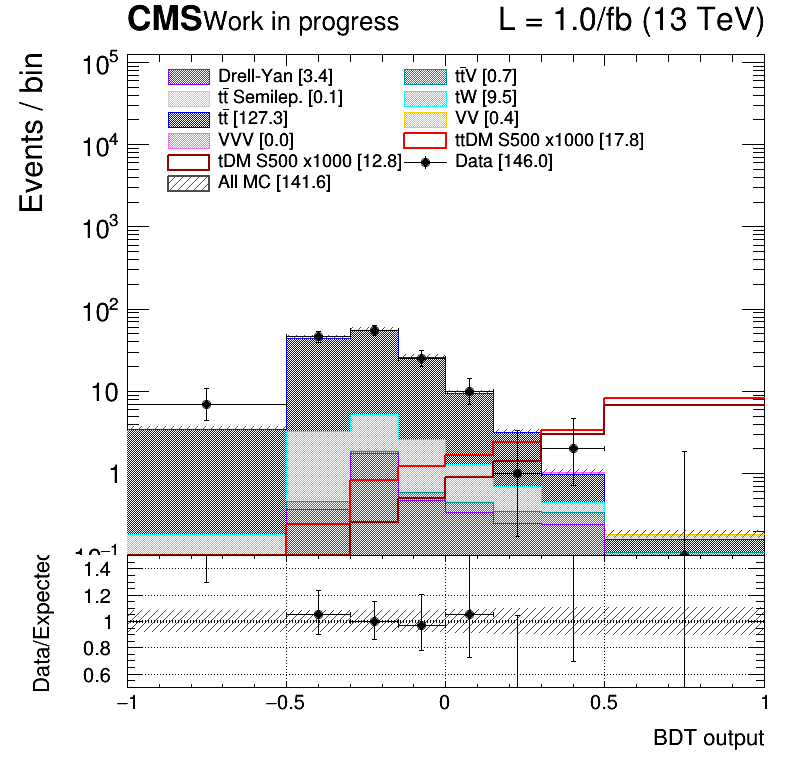 CMS Work in progress L = 1.0/fb (13 TeV)
Events / bin
10⁵
10⁴
10³
10²
10
1
10⁻¹
Drell-Yan [3.4]
tt̄V [0.7]
tt̄ Semilep. [0.1]
tW [9.5]
tt̄ [127.3]
VV [0.4]
VVV [0.0]
ttDM S500 x1000 [17.8]
tDM S500 x1000 [12.8]
Data [146.0]
All MC [141.6]
Data/Expected
1.4
1.2
1
0.8
0.6
−1 −0.5 0 0.5 1
BDT output